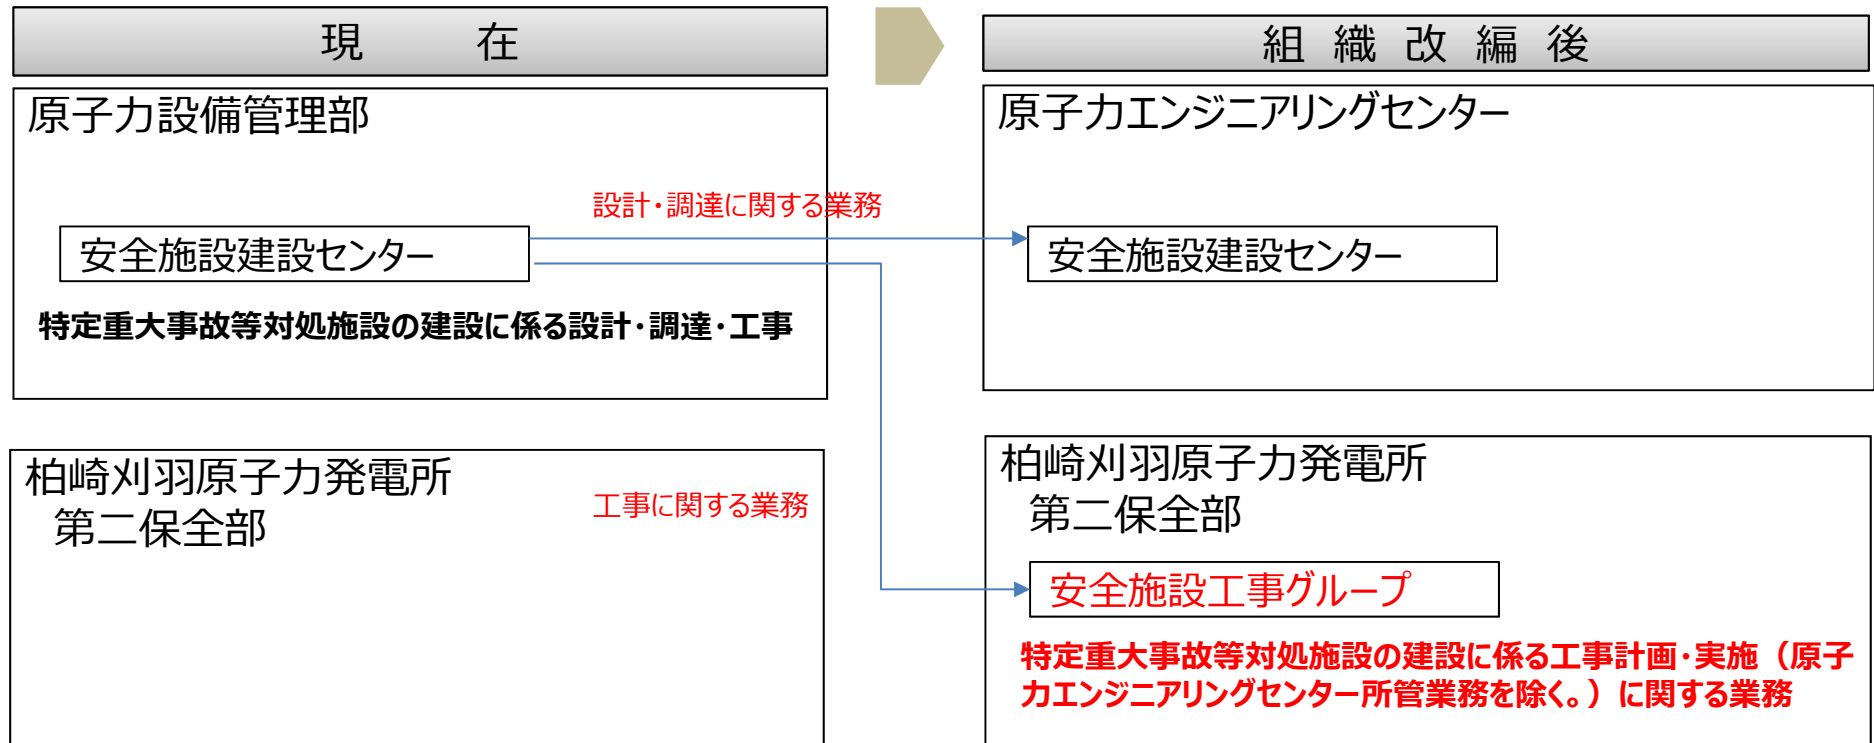 現 在
組 織 改 編 後
原子力設備管理部
設計・調達に関する業務
安全施設建設センター
特定重大事故等対処施設の建設に係る設計・調達・工事
原子力エンジニアリングセンター
安全施設建設センター
柏崎刈羽原子力発電所
第二保全部
工事に関する業務
柏崎刈羽原子力発電所
第二保全部
安全施設工事グループ
特定重大事故等対処施設の建設に係る工事計画・実施（原子
力エンジニアリングセンター所管業務を除く。）に関する業務